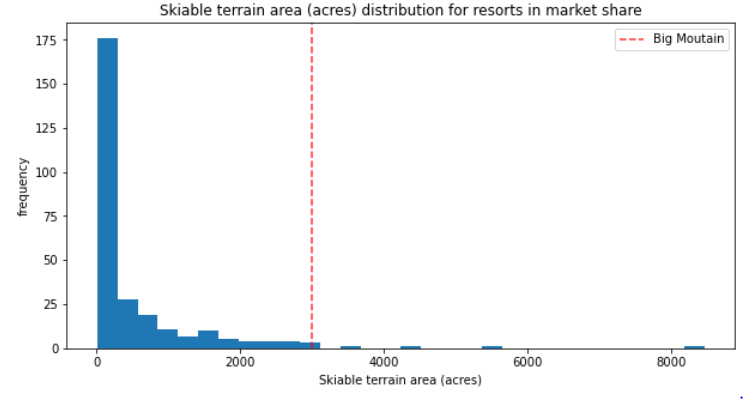 Skiable terrain area (acres) distribution for resorts in market share
Big Moutain
175
150
125
100
75
50
25
0
frequency
0 2000 4000 6000 8000
Skiable terrain area (acres)